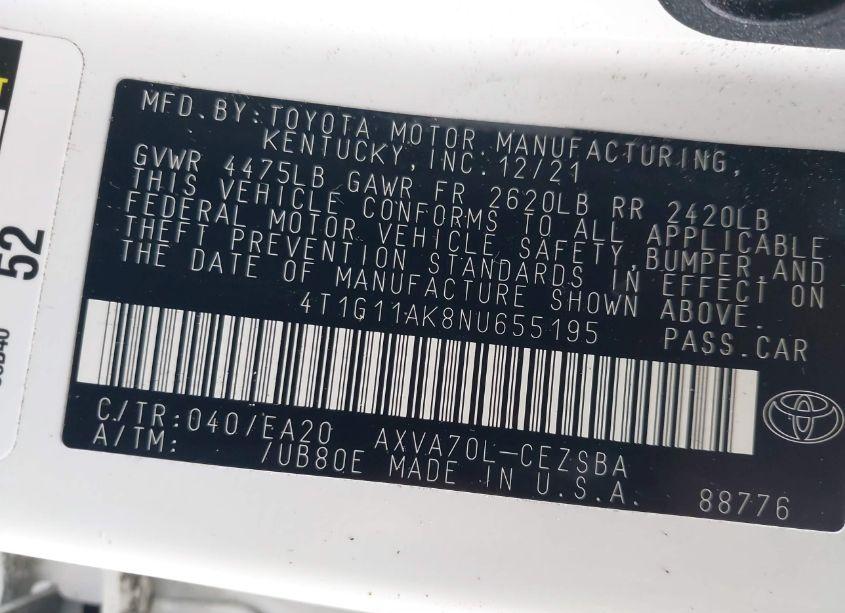 MFD.BY:TOYOTA MOTOR MANUFACTURING,
KENTUCKY, INC. 12/21
GVWR 4475LB GAWR FR 2620LB RR 2420LB
THIS VEHICLE CONFORMS TO ALL APPLICABLE
FEDERAL MOTOR VEHICLE SAFETY,BUMPER,AND
THEFT PREVENTION STANDARDS IN EFFECT ON
THE DATE OF MANUFACTURE SHOWN ABOVE.
4T1G11AK8NU655195 PASS.CAR
C/TR:040/EA20 AXVA70L-CEZSBA
A/TM: /UB80E MADE IN U.S.A. 88776
52